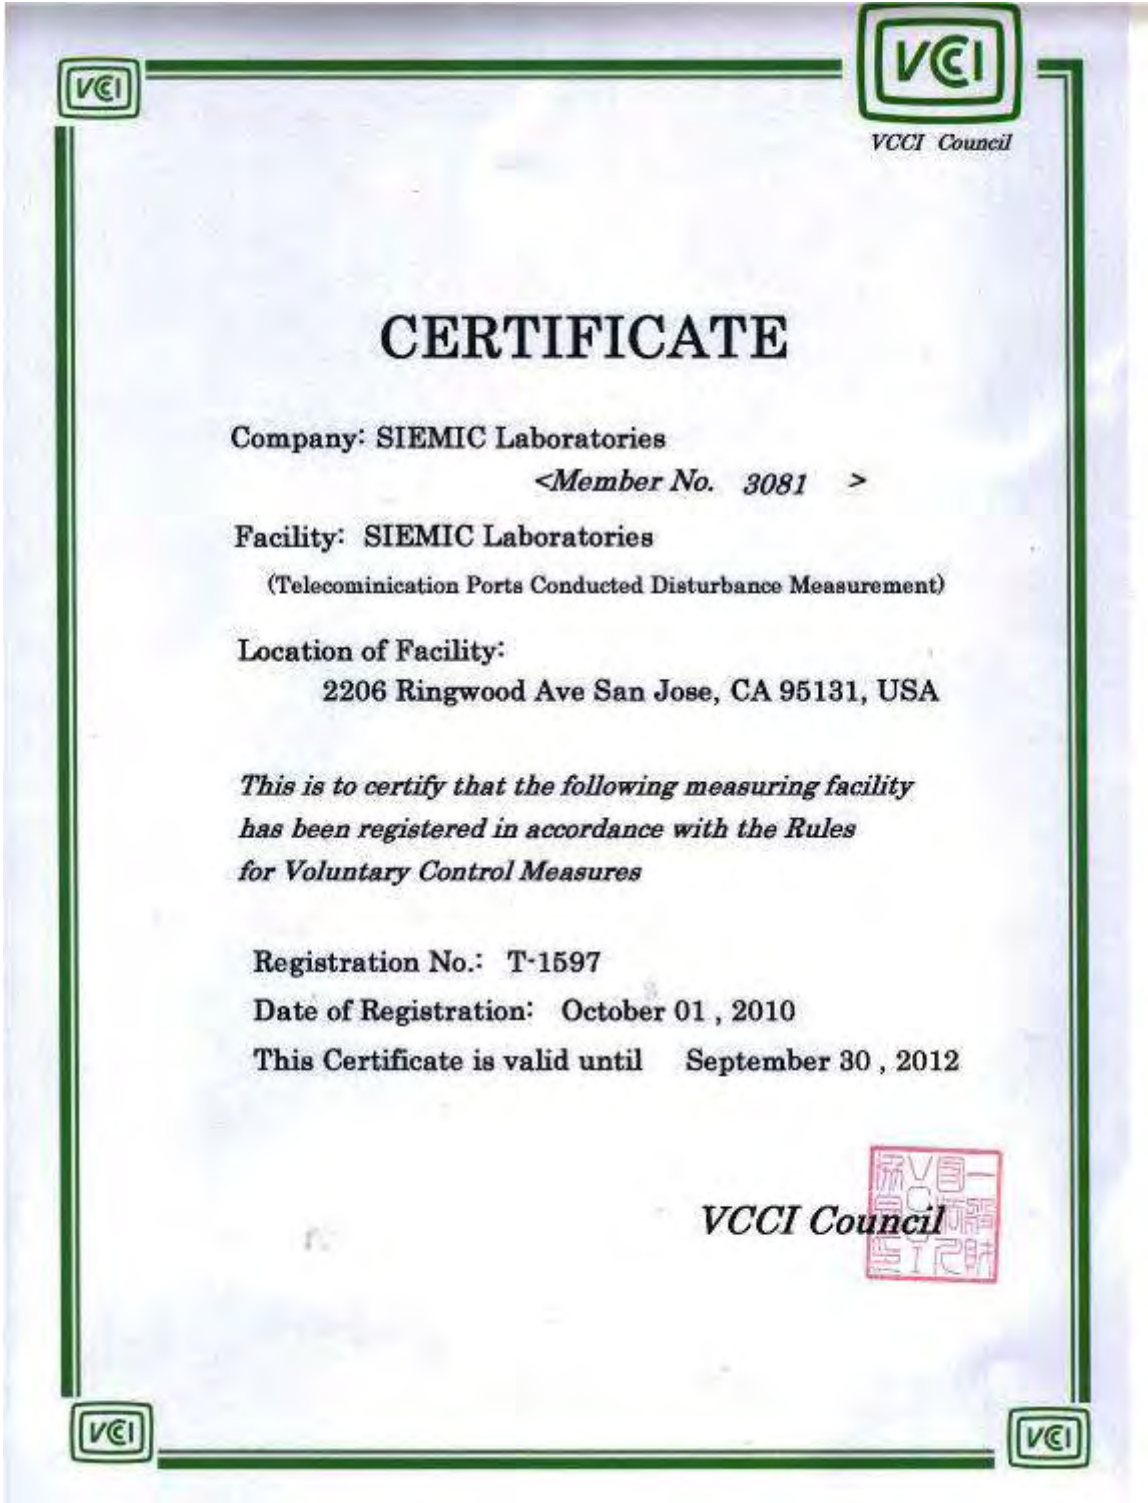 VCCI
VCCI
VCCI Council
CERTIFICATE
Company: SIEMIC Laboratories
<Member No. 3081 >
Facility: SIEMIC Laboratories
(Telecominication Ports Conducted Disturbance Measurement)
Location of Facility:
2206 Ringwood Ave San Jose, CA 95131, USA
This is to certify that the following measuring facility
has been registered in accordance with the Rules
for Voluntary Control Measures
Registration No.: T-1597
Date of Registration: October 01 , 2010
This Certificate is valid until September 30 , 2012
VCCI Council
VCCI
VCCI